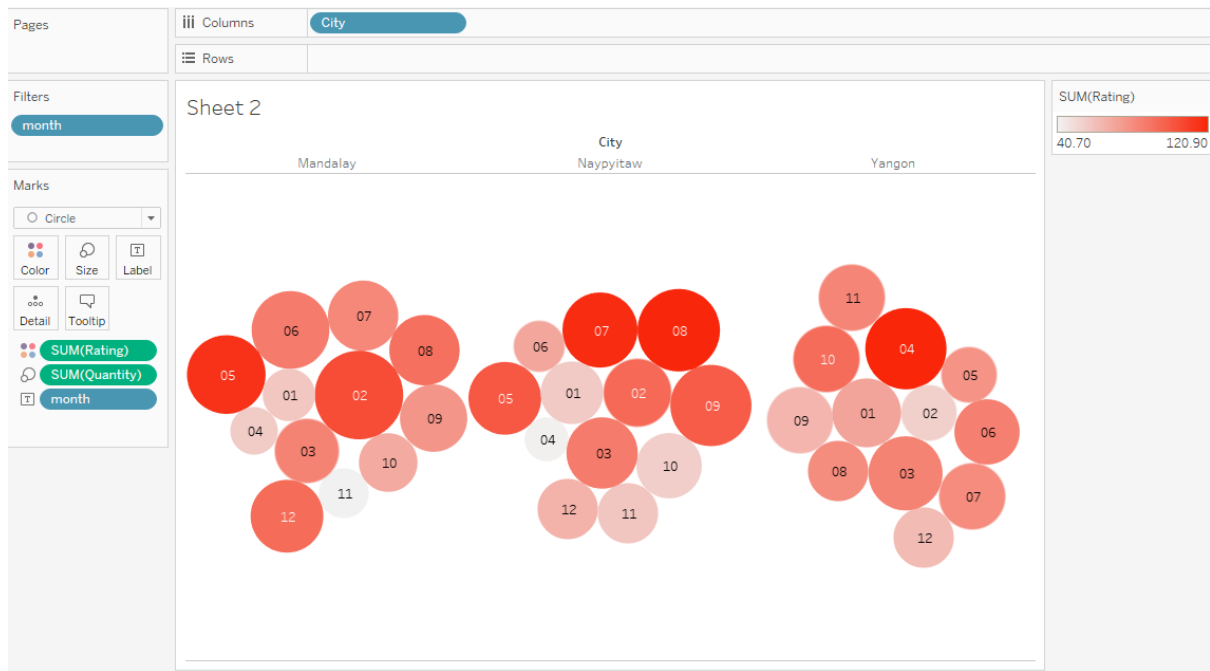 Pages
Columns
City
Rows
Filters
month
Marks
Circle
Color
Size
Label
Detail
Tooltip
SUM(Rating)
SUM(Quantity)
month
Sheet 2
City
Mandalay
Naypyitaw
Yangon
06
07
08
05
01
02
09
04
03
10
11
12
07
08
06
05
01
02
09
04
03
10
12
11
11
04
10
05
09
01
02
06
08
03
07
12
SUM(Rating)
40.70
120.90